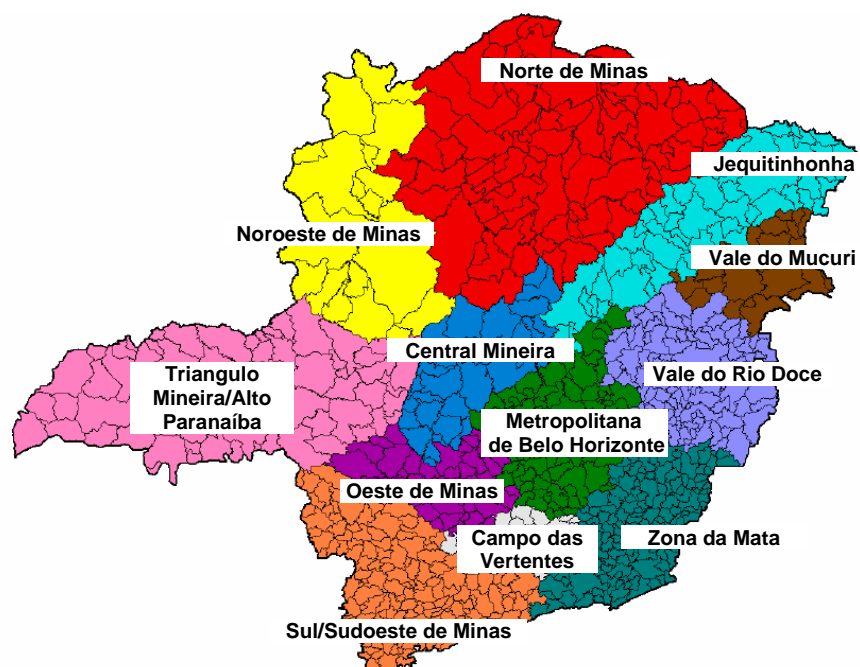 Norte de Minas
Jequitinhonha
Noroeste de Minas
Vale do Mucuri
Central Mineira
Triangulo
Mineira/Alto
Paranaíba
Vale do Rio Doce
Metropolitana
de Belo Horizonte
Oeste de Minas
Campo das
Vertentes
Zona da Mata
Sul/Sudoeste de Minas